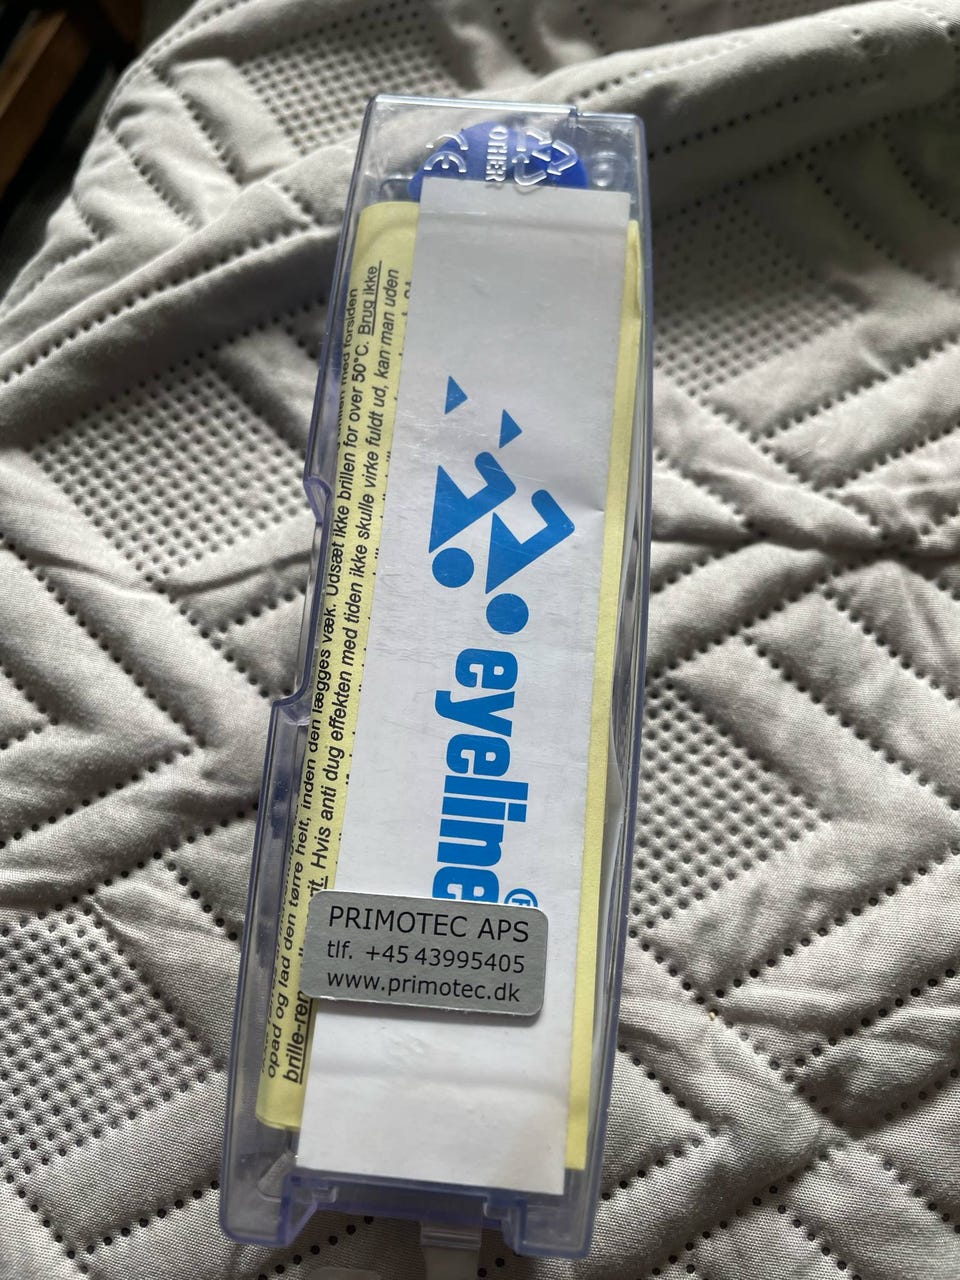 CE
OTHER
eyeline®
PRIMOTEC APS
tlf. +45 43995405
www.primotec.dk
opad og lad den tørre helt, inden den lægges væk. Udsæt ikke brillen for over 50°C. Brug ikke
Hvis anti dug effekten med tiden ikke skulle virke fuldt ud, kan man uden